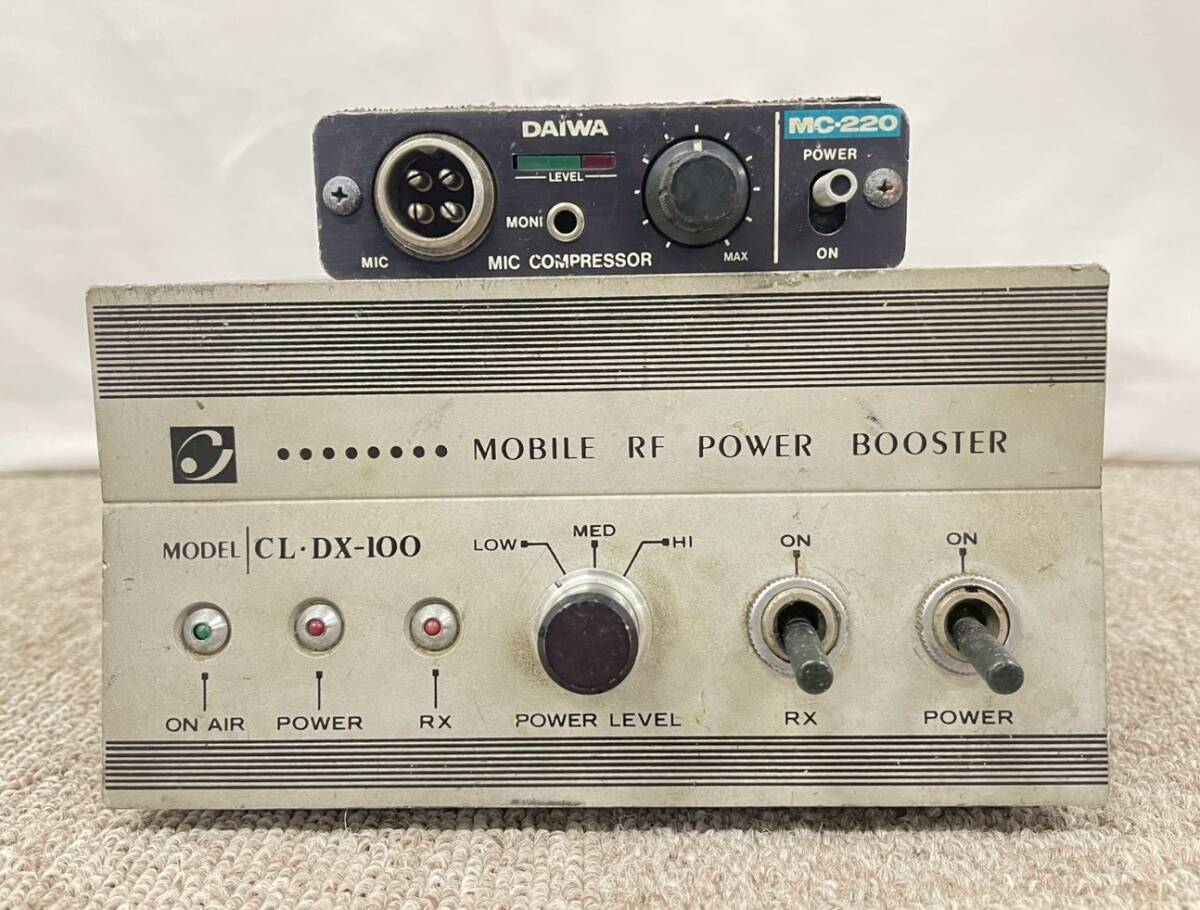 DAIWA
MC-220
POWER
LEVEL
MONI
MIC
MIC COMPRESSOR
MAX
ON
MOBILE RF POWER BOOSTER
MODEL CL·DX-100
LOW MED HI
ON ON
ON AIR POWER RX POWER LEVEL RX POWER